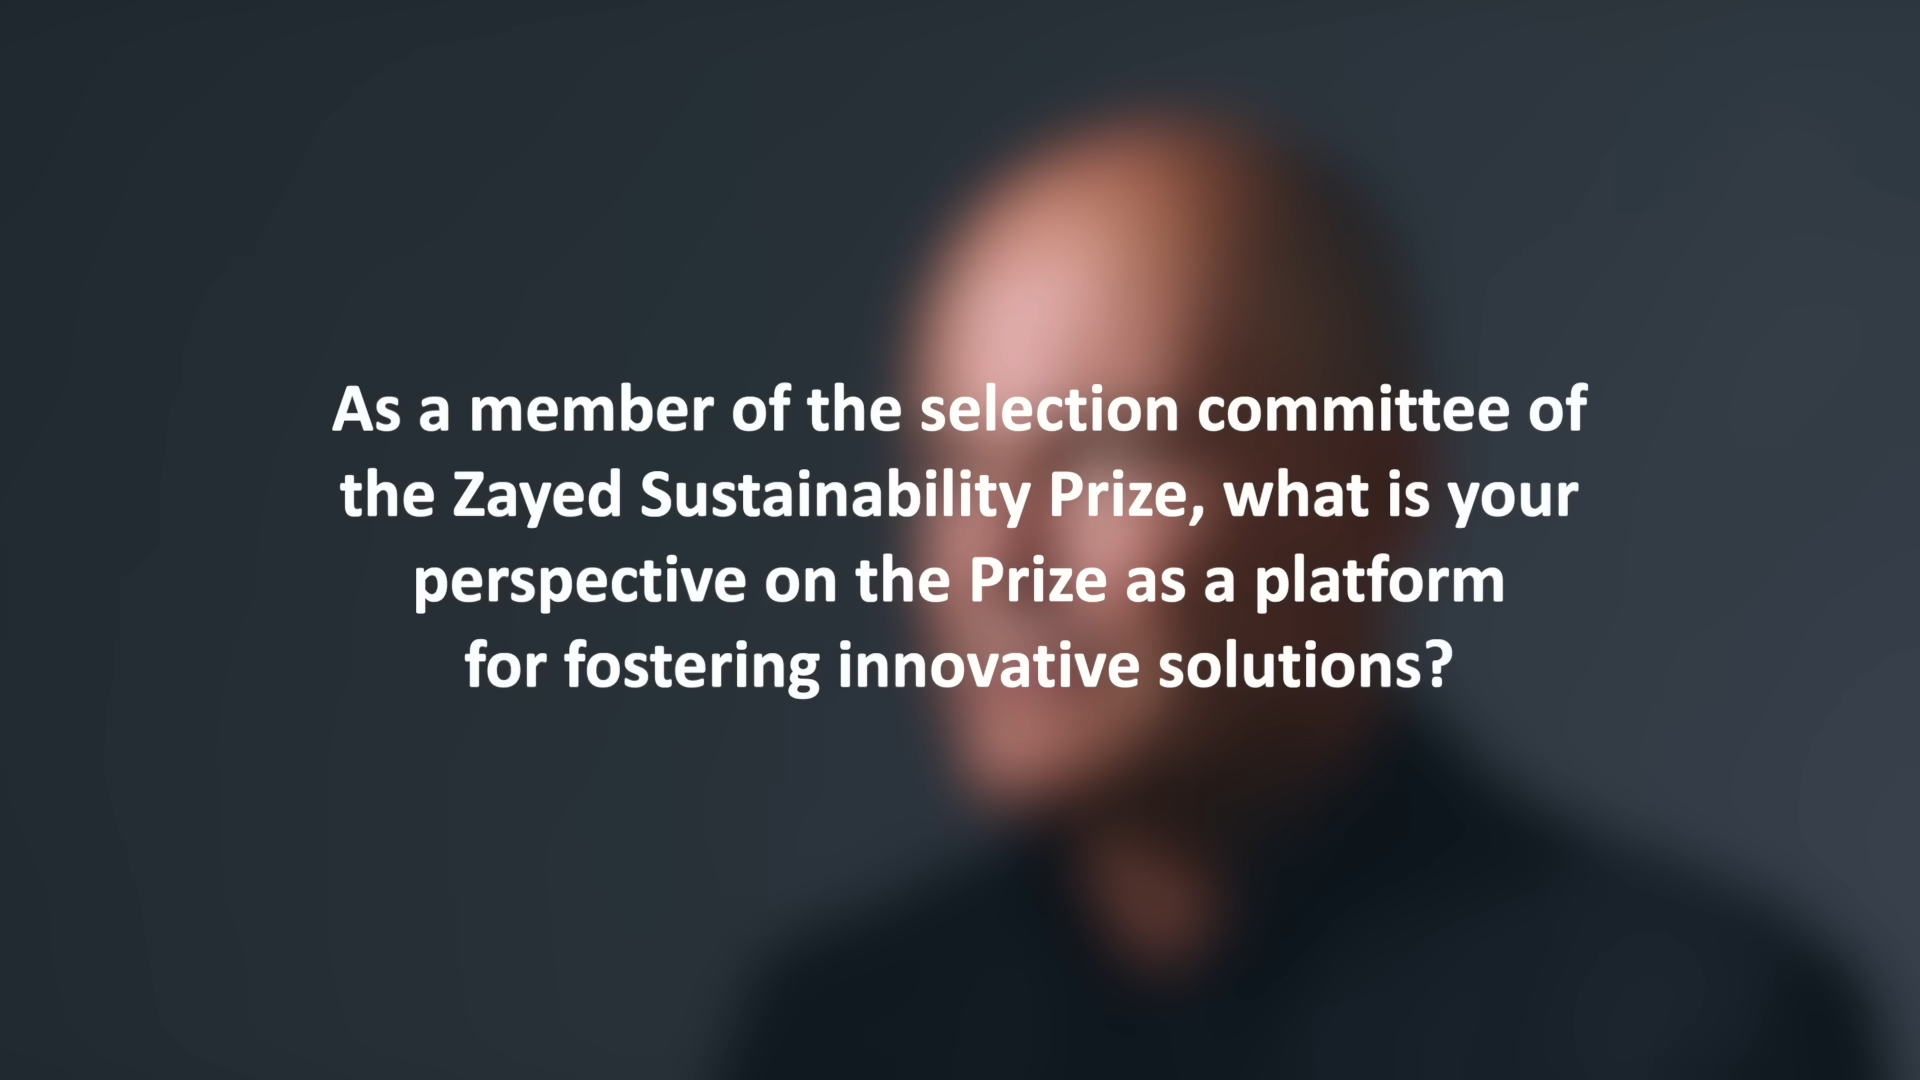 As a member of the selection committee of
the Zayed Sustainability Prize, what is your
perspective on the Prize as a platform
for fostering innovative solutions?